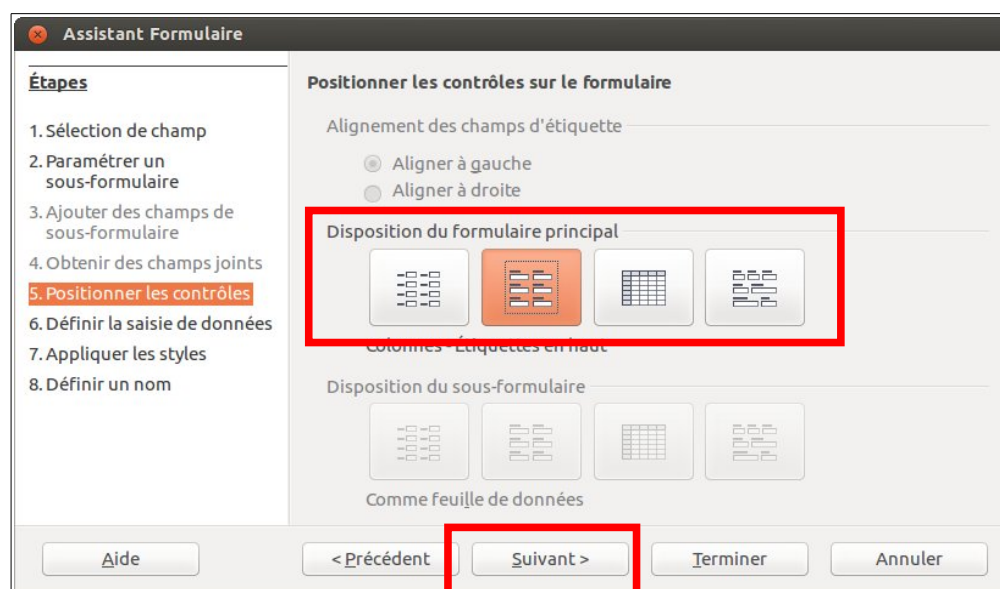 Assistant Formulaire
Étapes
1. Sélection de champ
2. Paramétrer un
sous-formulaire
3. Ajouter des champs de
sous-formulaire
4. Obtenir des champs joints
5. Positionner les contrôles
6. Définir la saisie de données
7. Appliquer les styles
8. Définir un nom
Positionner les contrôles sur le formulaire
Alignement des champs d'étiquette
Aligner à gauche
Aligner à droite
Disposition du formulaire principal
Colonnes - Étiquettes en haut
Disposition du sous-formulaire
Comme feuille de données
Aide
< Précédent
Suivant >
Terminer
Annuler